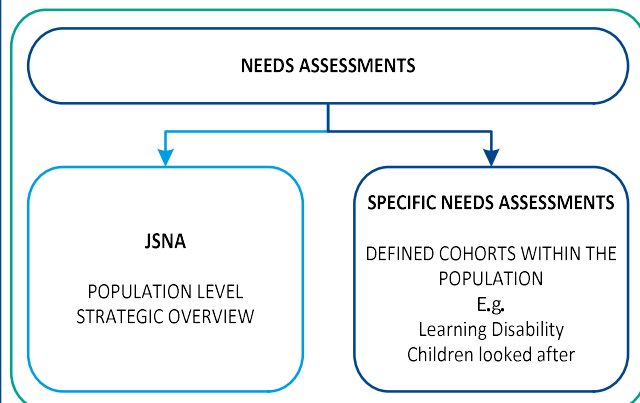 NEEDS ASSESSMENTS
JSNA
POPULATION LEVEL
STRATEGIC OVERVIEW
SPECIFIC NEEDS ASSESSMENTS
DEFINED COHORTS WITHIN THE
POPULATION
E.g.
Learning Disability
Children looked after